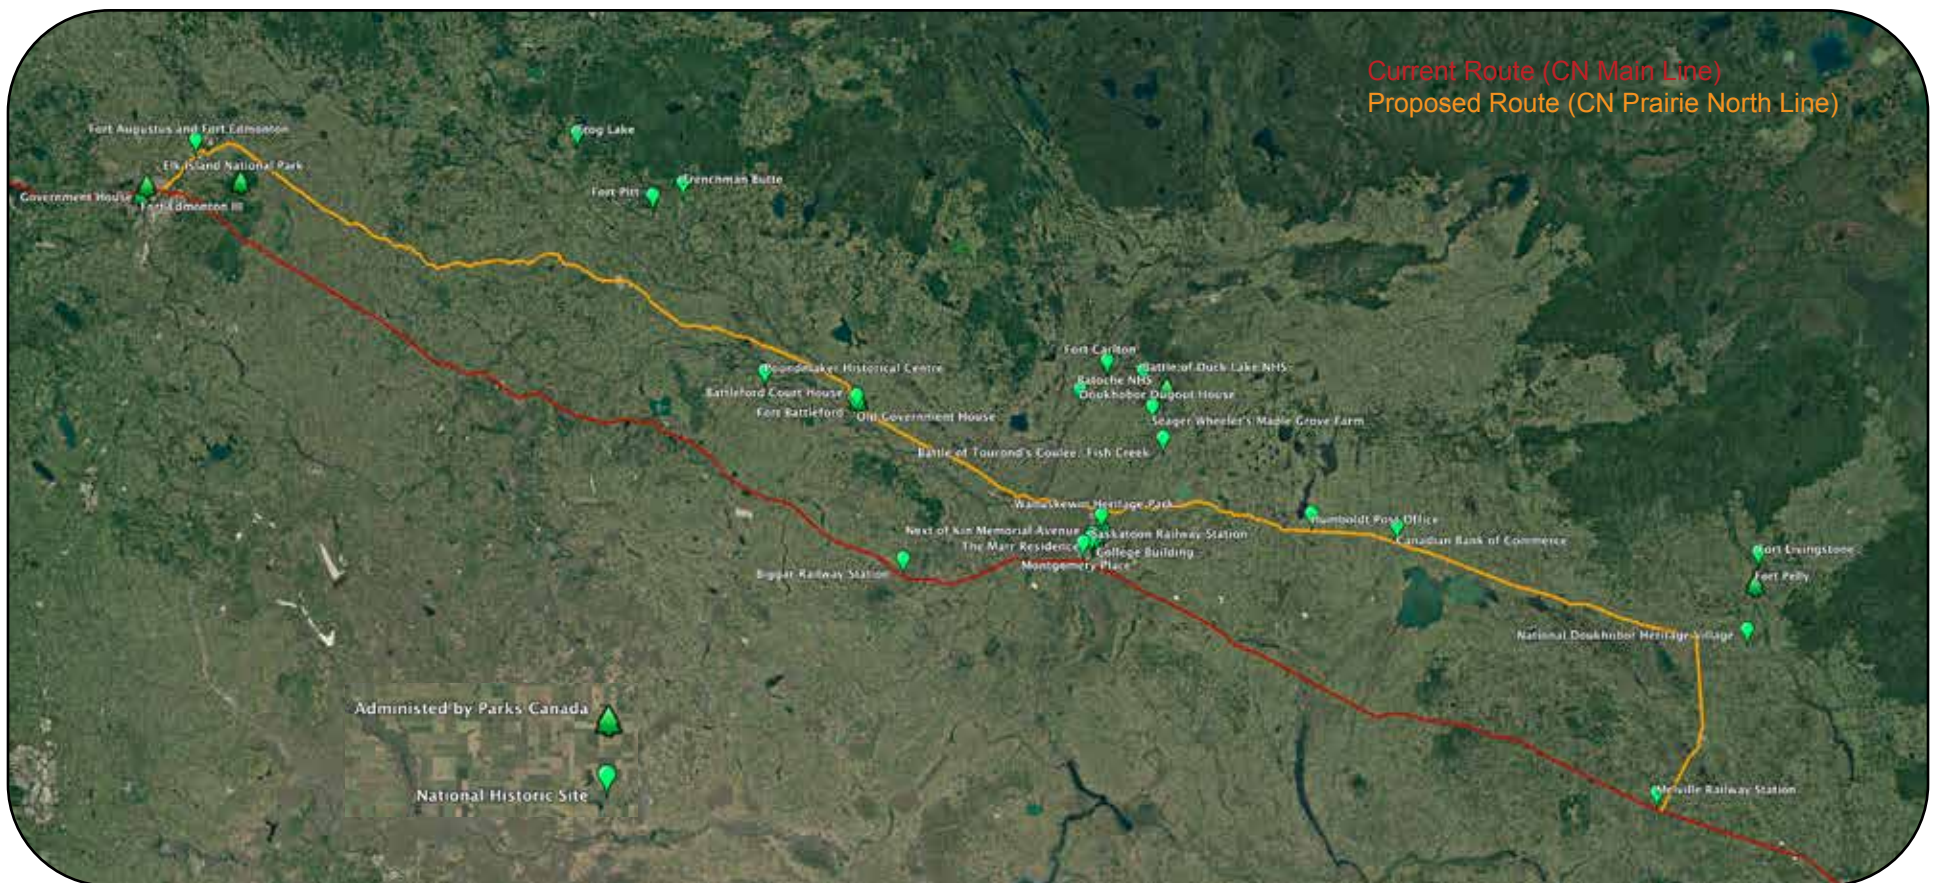 Current Route (CN Main Line)
Proposed Route (CN Prairie North Line)
Fort Augustus and Fort Edmonton
Frog Lake
Elk Island National Park
Frenchman Butte
Fort Pitt
Government House
Fort Edmonton III
Fort Carlton
Poundmaker Historical Centre
Battle of Duck Lake NHS
Batoche NHS
Battleford Court House
Doukhobor Dugout House
Fort Battleford
Old Government House
Seager Wheeler's Maple Grove Farm
Battle of Tourond's Coulee, Fish Creek
Wanuskewin Heritage Park
Humboldt Post Office
Next of Kin Memorial Avenue
Saskatoon Railway Station
Canadian Bank of Commerce
The Marr Residence
College Building
Fort Livingstone
Montgomery Place
Biggar Railway Station
Fort Pelly
National Doukhobor Heritage Village
Administed by Parks Canada
Melville Railway Station
National Historic Site